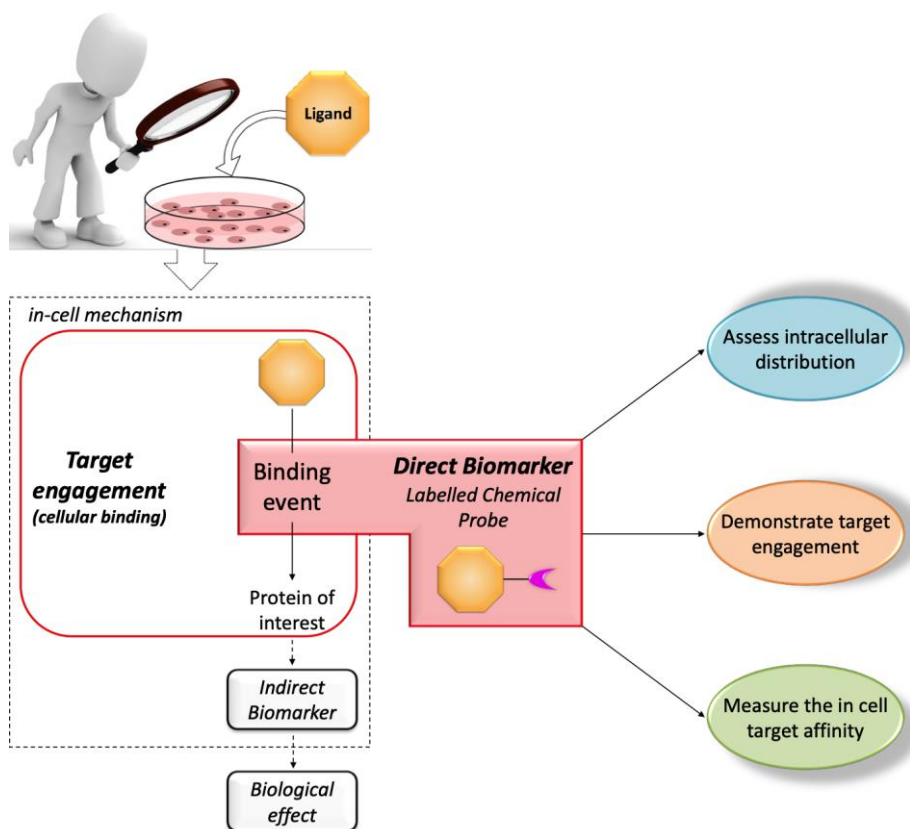 Ligand
in-cell mechanism
Target
engagement
(cellular binding)
Binding
event
Protein of
interest
Direct Biomarker
Labelled Chemical
Probe
Indirect
Biomarker
Biological
effect
Assess intracellular
distribution
Demonstrate target
engagement
Measure the in cell
target affinity